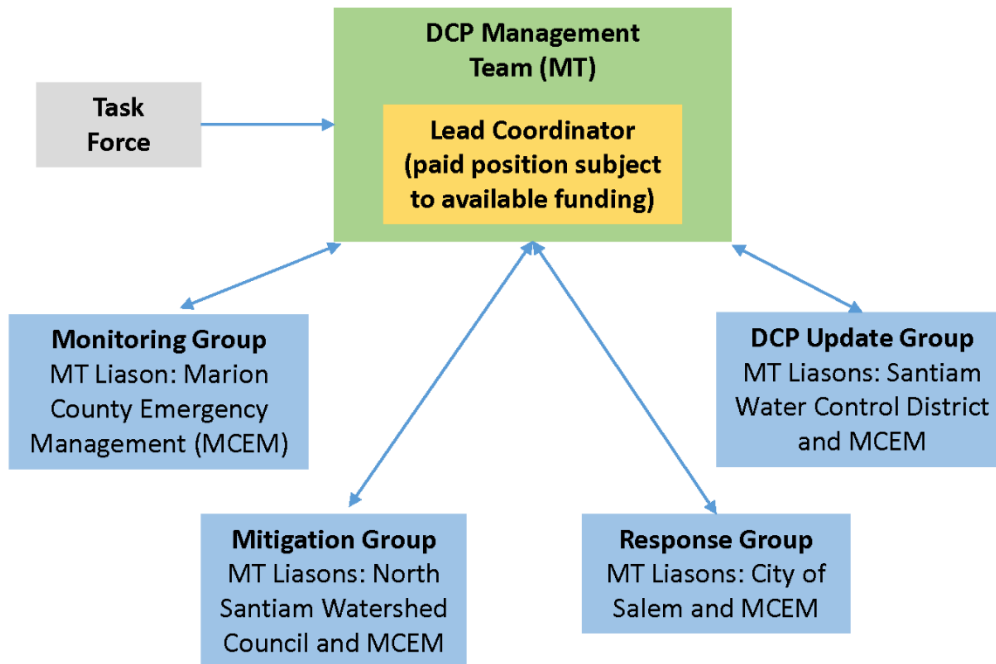 DCP Management
Team (MT)
Task
Force
Lead Coordinator
(paid position subject
to available funding)
Monitoring Group
MT Liason: Marion
County Emergency
Management (MCEM)
DCP Update Group
MT Liasons: Santiam
Water Control District
and MCEM
Mitigation Group
MT Liasons: North
Santiam Watershed
Council and MCEM
Response Group
MT Liasons: City of
Salem and MCEM